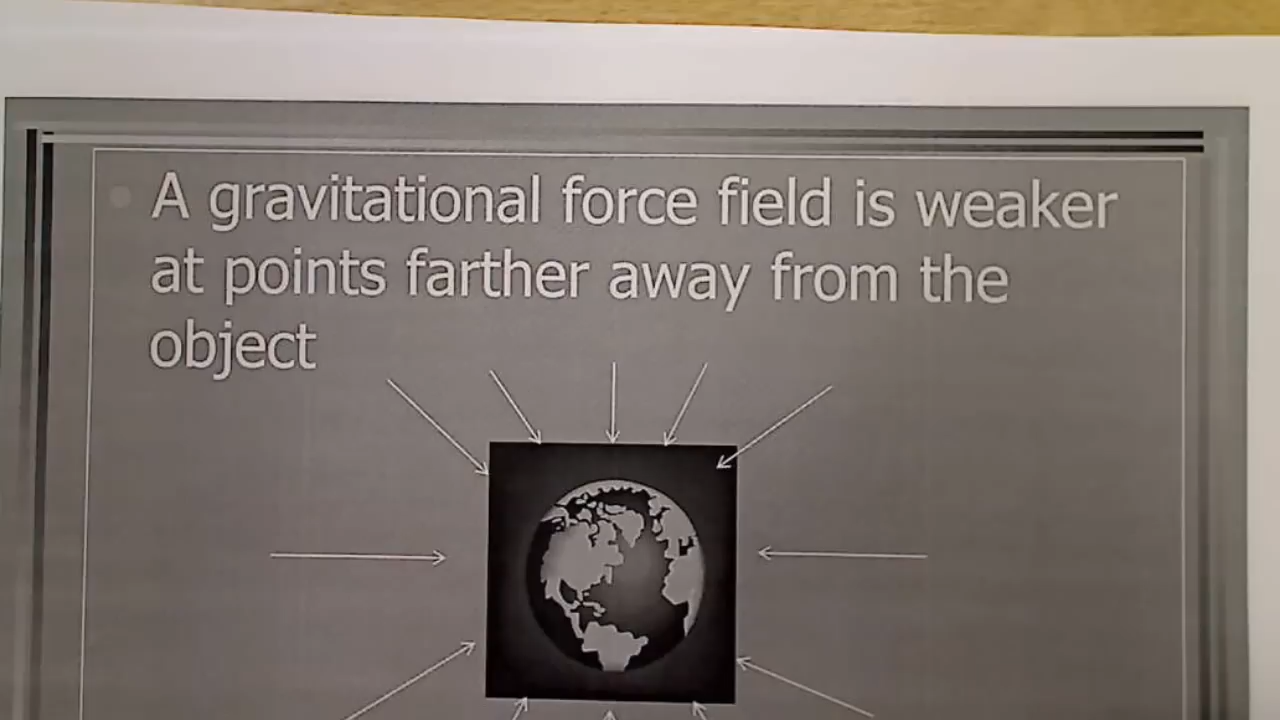 A gravitational force field is weaker
at points farther away from the
object